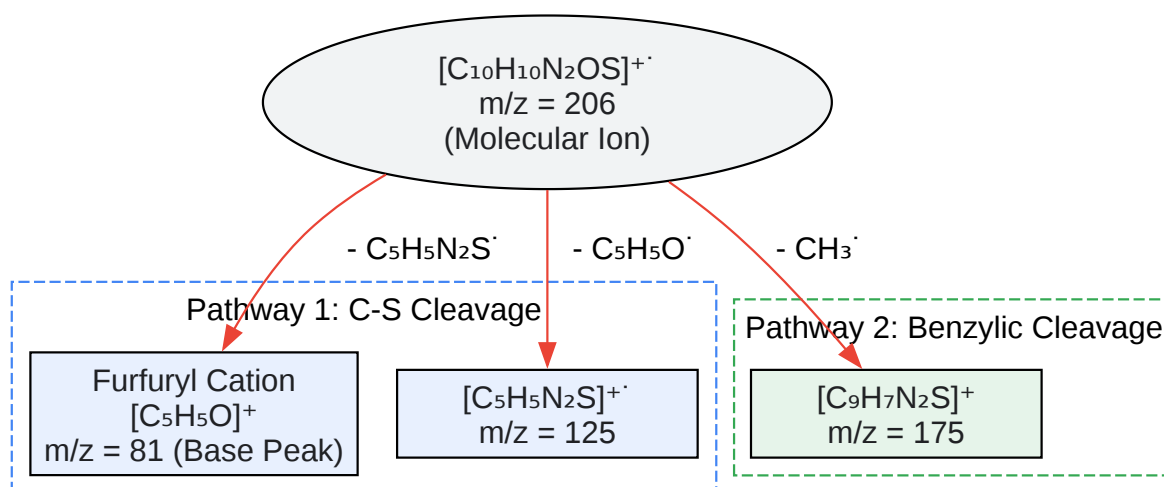 [C₁₀H₁₀N₂OS]⁺˙
m/z = 206
(Molecular Ion)
- C₅H₅N₂S˙
- C₅H₅O˙
- CH₃˙
Pathway 1: C-S Cleavage
Pathway 2: Benzylic Cleavage
Furfuryl Cation
[C₅H₅O]⁺
m/z = 81 (Base Peak)
[C₅H₅N₂S]⁺˙
m/z = 125
[C₉H₇N₂S]⁺
m/z = 175